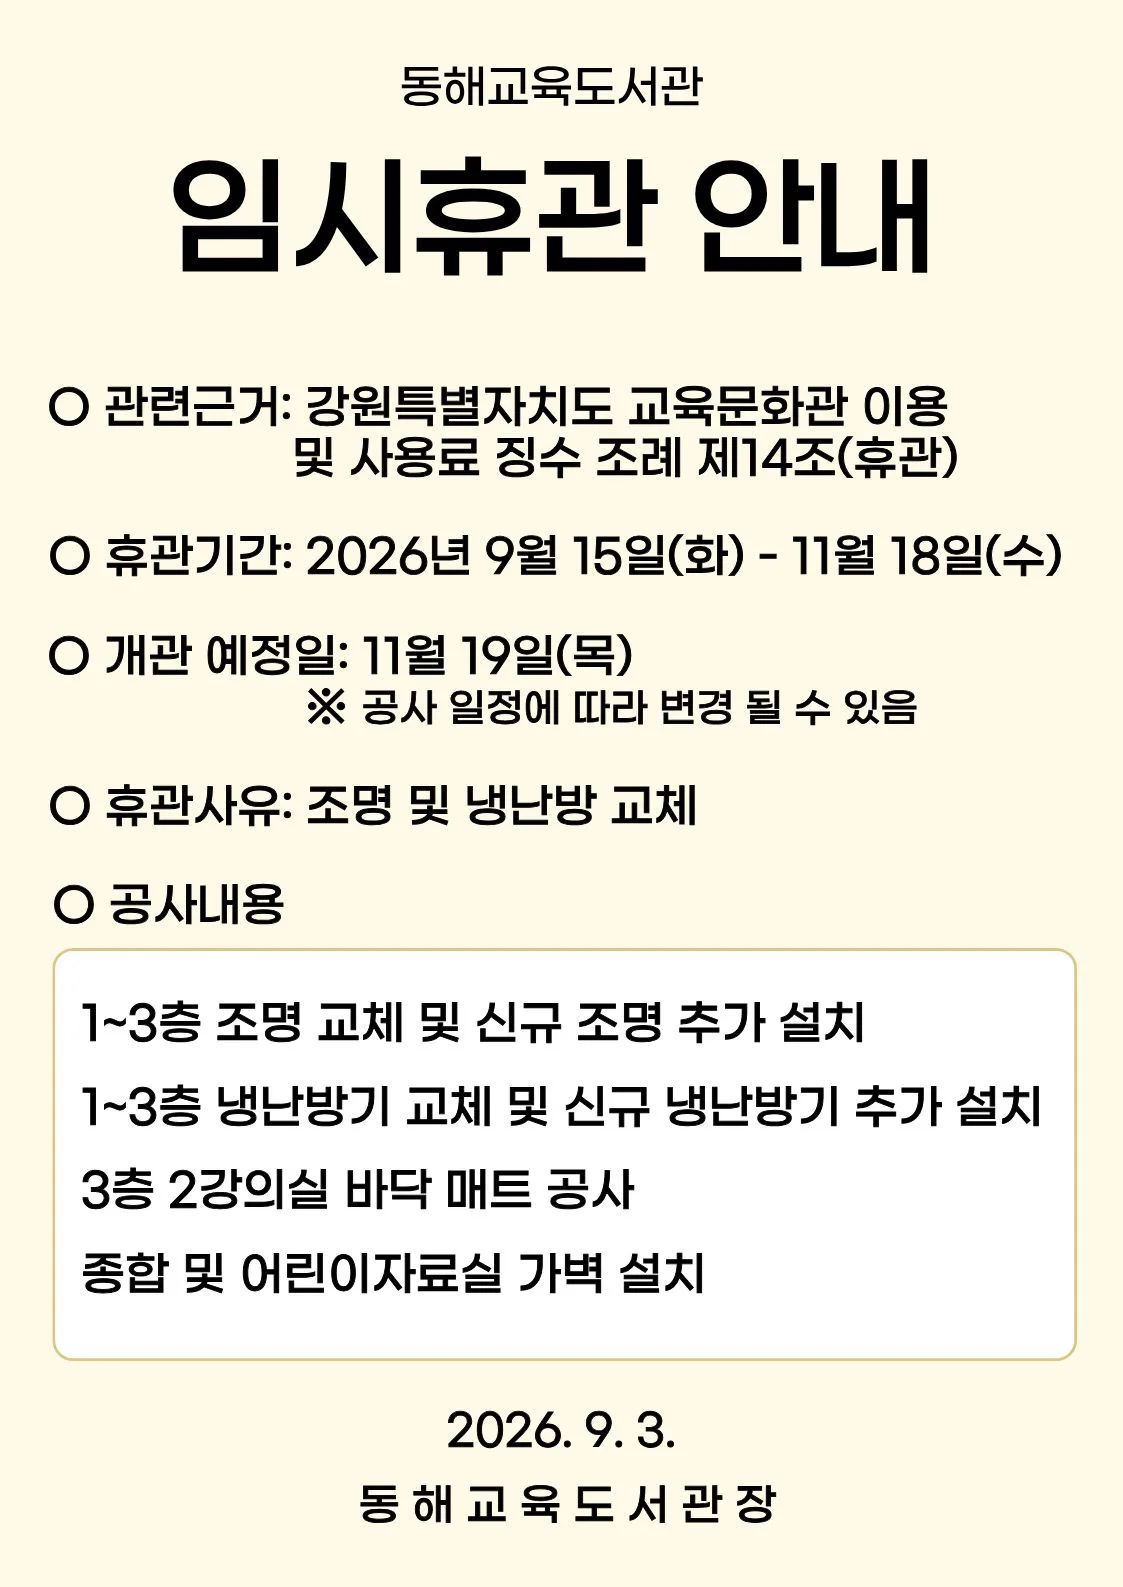 동해교육도서관
임시휴관 안내
○ 관련근거: 강원특별자치도 교육문화관 이용
및 사용료 징수 조례 제14조(휴관)
○ 휴관기간: 2026년 9월 15일(화) - 11월 18일(수)
○ 개관 예정일: 11월 19일(목)
※ 공사 일정에 따라 변경 될 수 있음
○ 휴관사유: 조명 및 냉난방 교체
○ 공사내용
1~3층 조명 교체 및 신규 조명 추가 설치
1~3층 냉난방기 교체 및 신규 냉난방기 추가 설치
3층 2강의실 바닥 매트 공사
종합 및 어린이자료실 가벽 설치
2026. 9. 3.
동해교육도서관장